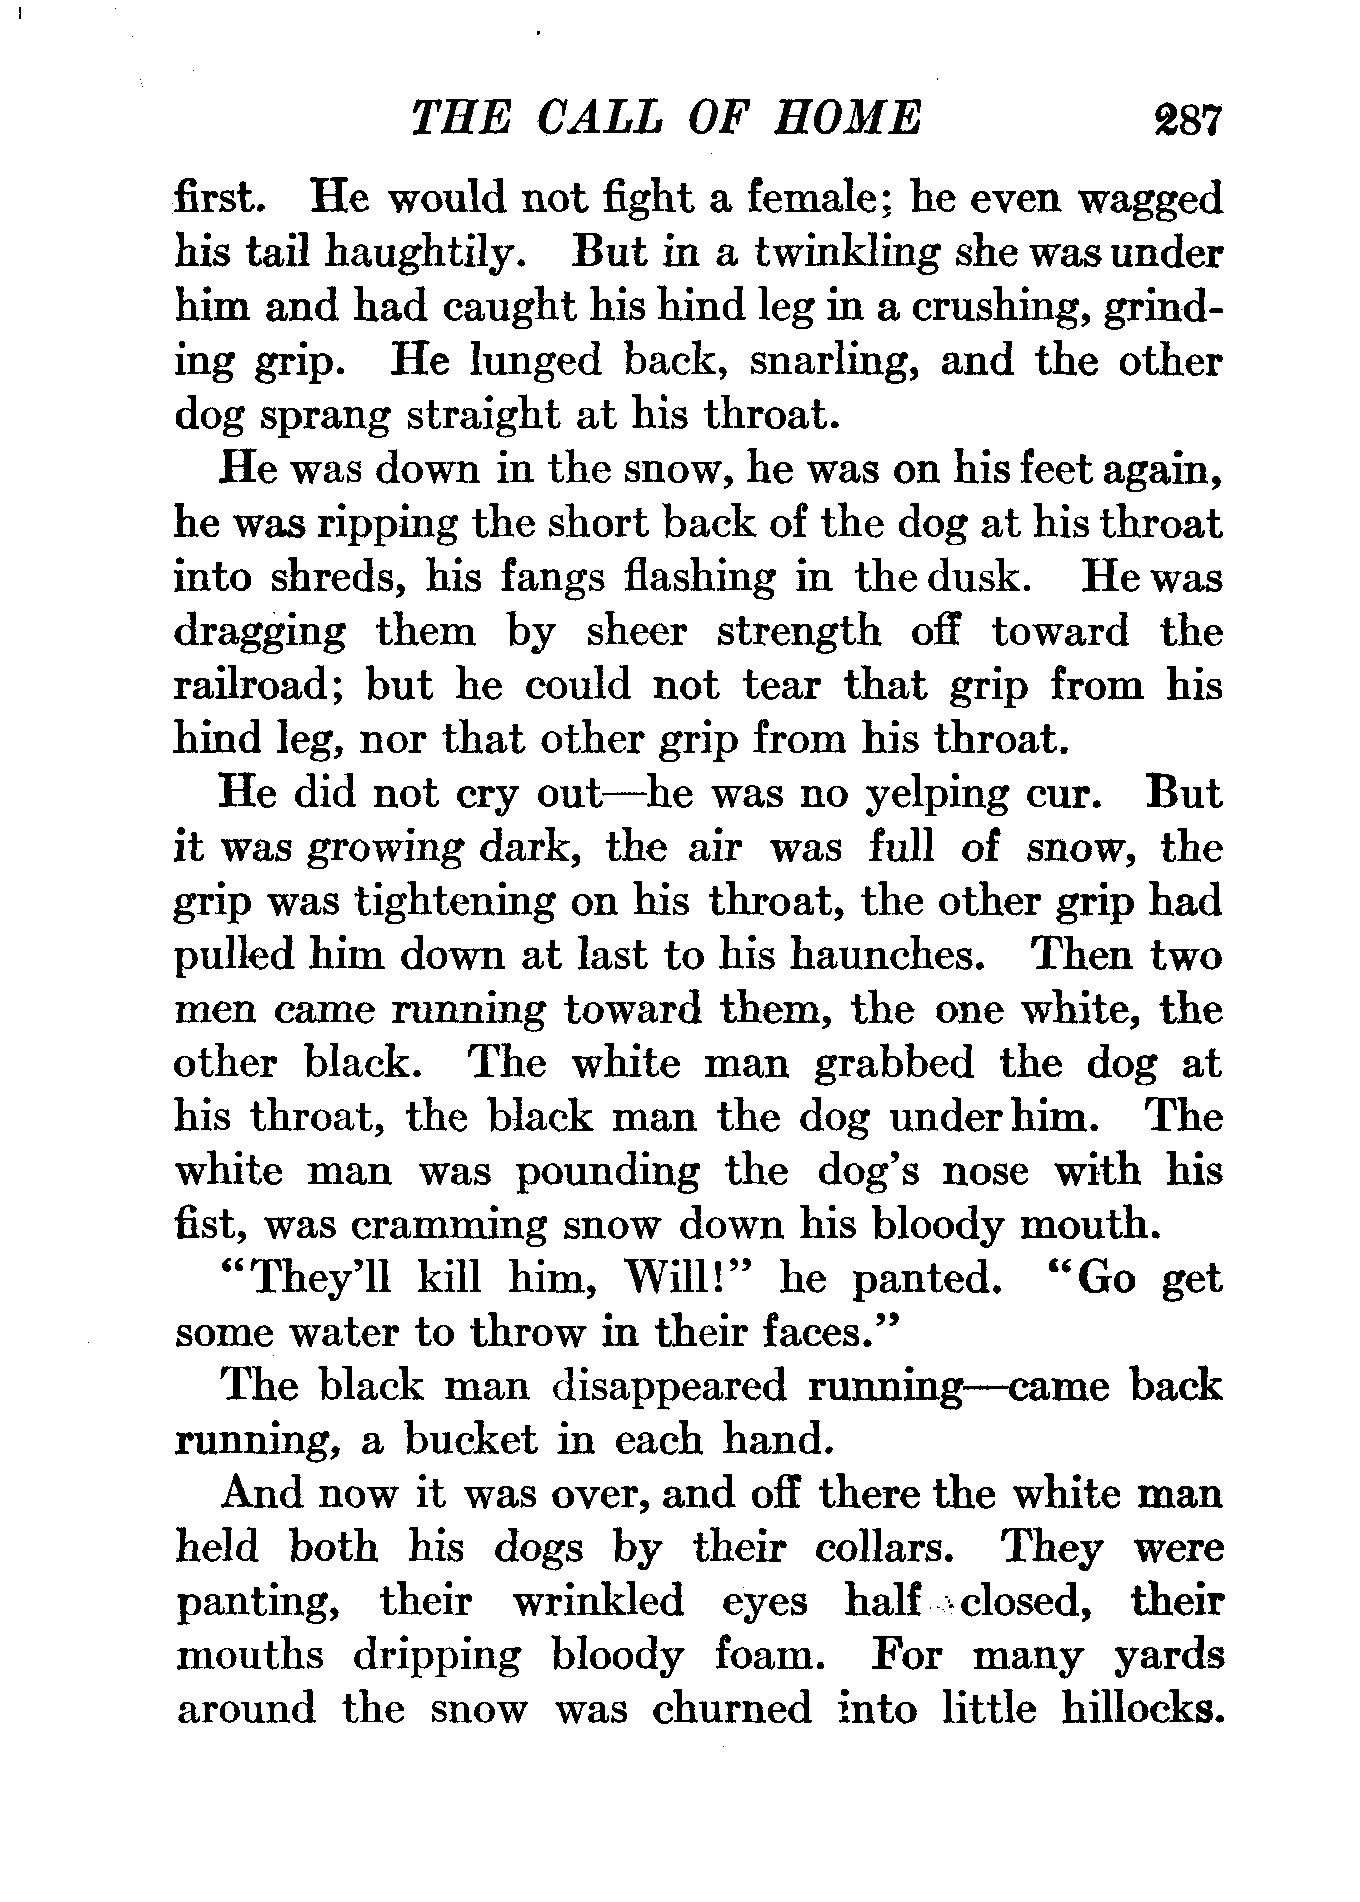 THE CALL OF HOME 287
first. He would not fight a female; he even wagged
his tail haughtily. But in a twinkling she was under
him and had caught his hind leg in a crushing, grind-
ing grip. He lunged back, snarling, and the other
dog sprang straight at his throat.
He was down in the snow, he was on his feet again,
he was ripping the short back of the dog at his throat
into shreds, his fangs flashing in the dusk. He was
dragging them by sheer strength off toward the
railroad; but he could not tear that grip from his
hind leg, nor that other grip from his throat.
He did not cry out—he was no yelping cur. But
it was growing dark, the air was full of snow, the
grip was tightening on his throat, the other grip had
pulled him down at last to his haunches. Then two
men came running toward them, the one white, the
other black. The white man grabbed the dog at
his throat, the black man the dog under him. The
white man was pounding the dog's nose with his
fist, was cramming snow down his bloody mouth.
"They'll kill him, Will!" he panted. "Go get
some water to throw in their faces."
The black man disappeared running—came back
running, a bucket in each hand.
And now it was over, and off there the white man
held both his dogs by their collars. They were
panting, their wrinkled eyes half closed, their
mouths dripping bloody foam. For many yards
around the snow was churned into little hillocks.